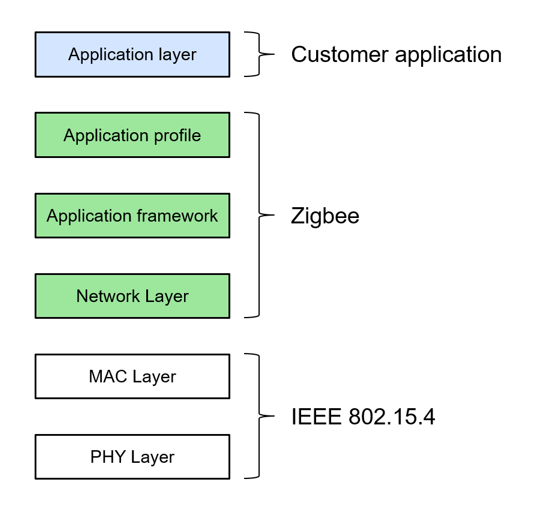 Application layer
Customer application
Application profile
Application framework
Zigbee
Network Layer
MAC Layer
IEEE 802.15.4
PHY Layer